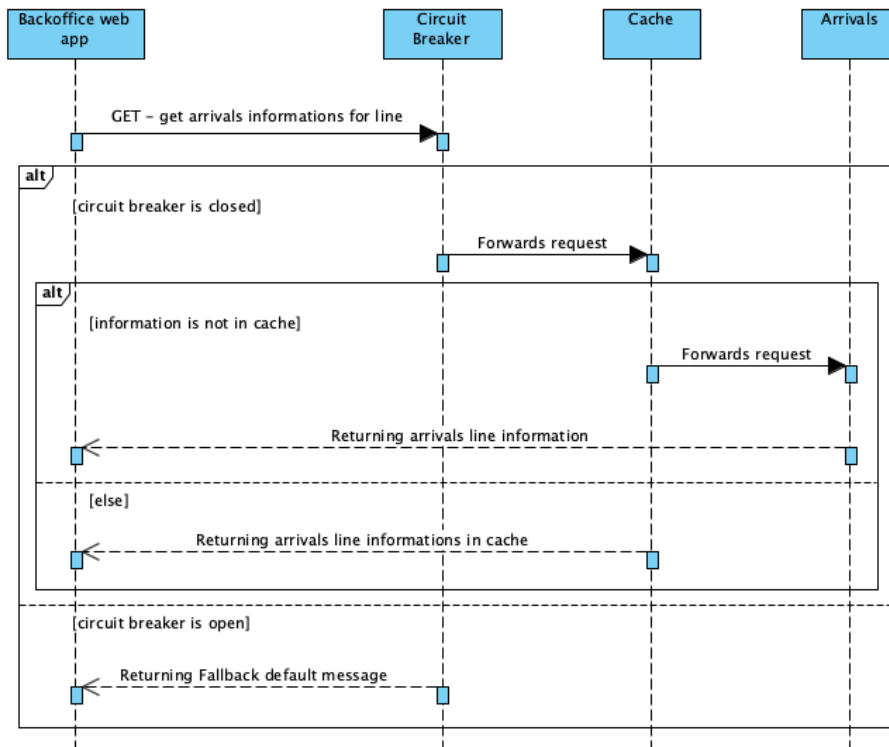 Backoffice web
app
Circuit
Breaker
Cache
Arrivals
GET - get arrivals informations for line
alt
[circuit breaker is closed]
Forwards request
alt
[information is not in cache]
Forwards request
Returning arrivals line information
[else]
Returning arrivals line informations in cache
[circuit breaker is open]
Returning Fallback default message